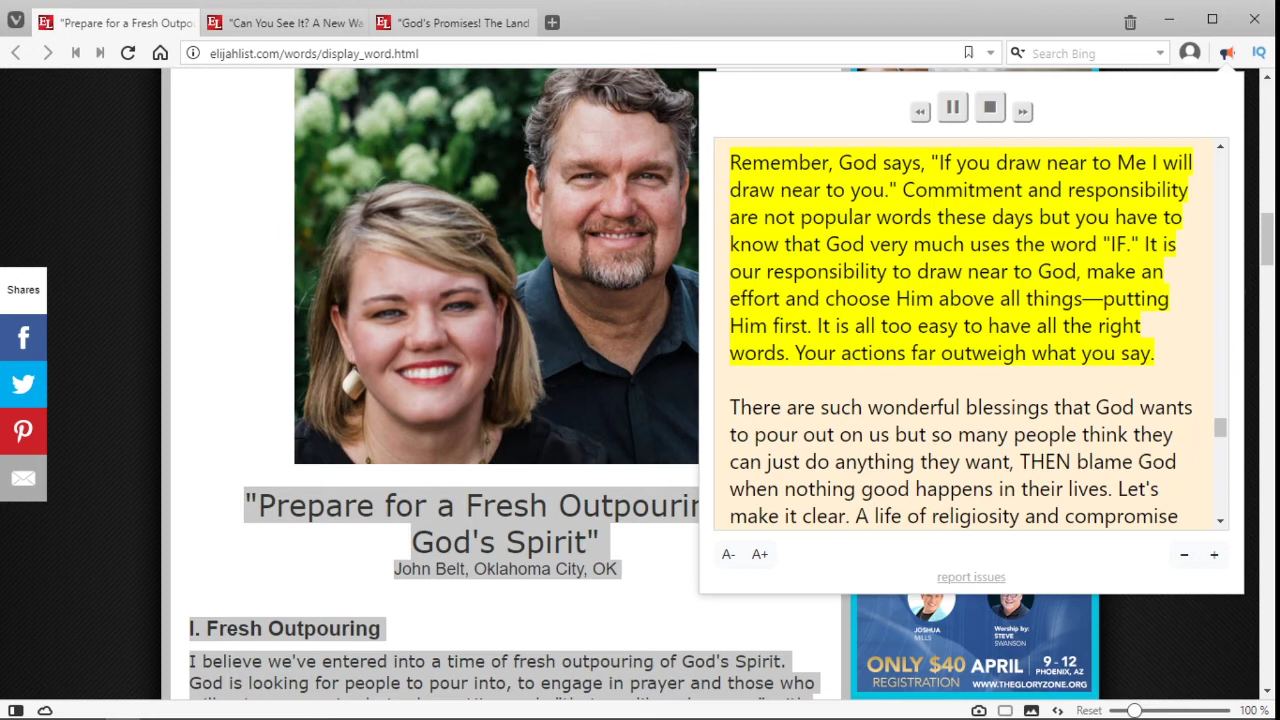 "Prepare for a Fresh Outpo
"Can You See It? A New Wa
"God's Promises! The Land
elijahlist.com/words/display_word.html
Search Bing
IQ
Shares
"Prepare for a Fresh Outpouri
God's Spirit"
John Belt, Oklahoma City, OK
I. Fresh Outpouring
I believe we've entered into a time of fresh outpouring of God's Spirit.
God is looking for people to pour into, to engage in prayer and those who
Remember, God says, "If you draw near to Me I will
draw near to you." Commitment and responsibility
are not popular words these days but you have to
know that God very much uses the word "IF." It is
our responsibility to draw near to God, make an
effort and choose Him above all things—putting
Him first. It is all too easy to have all the right
words. Your actions far outweigh what you say.
There are such wonderful blessings that God wants
to pour out on us but so many people think they
can just do anything they want, THEN blame God
when nothing good happens in their lives. Let's
make it clear. A life of religiosity and compromise
A- A+ − +
report issues
JOSHUA
MILLS
Worship by:
STEVE
SWANSON
ONLY $40
REGISTRATION
APRIL 9 - 12
PHOENIX, AZ
WWW.THEGLORYZONE.ORG
Reset
100 %